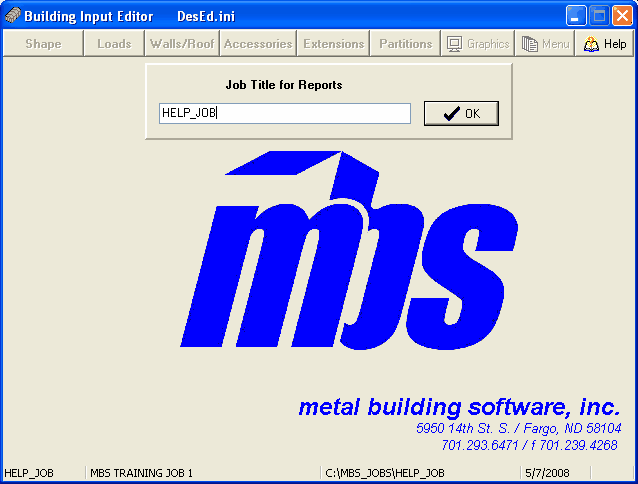 Building Input Editor DesEd.ini
Shape Loads Walls/Roof Accessories Extensions Partitions Graphics Menu Help
Job Title for Reports
HELP_JOB OK
mbs
metal building software, inc.
5950 14th St. S. / Fargo, ND 58104
701.293.6471 / f 701.239.4268
HELP_JOB MBS TRAINING JOB 1 C:\MBS_JOBS\HELP_JOB 5/7/2008